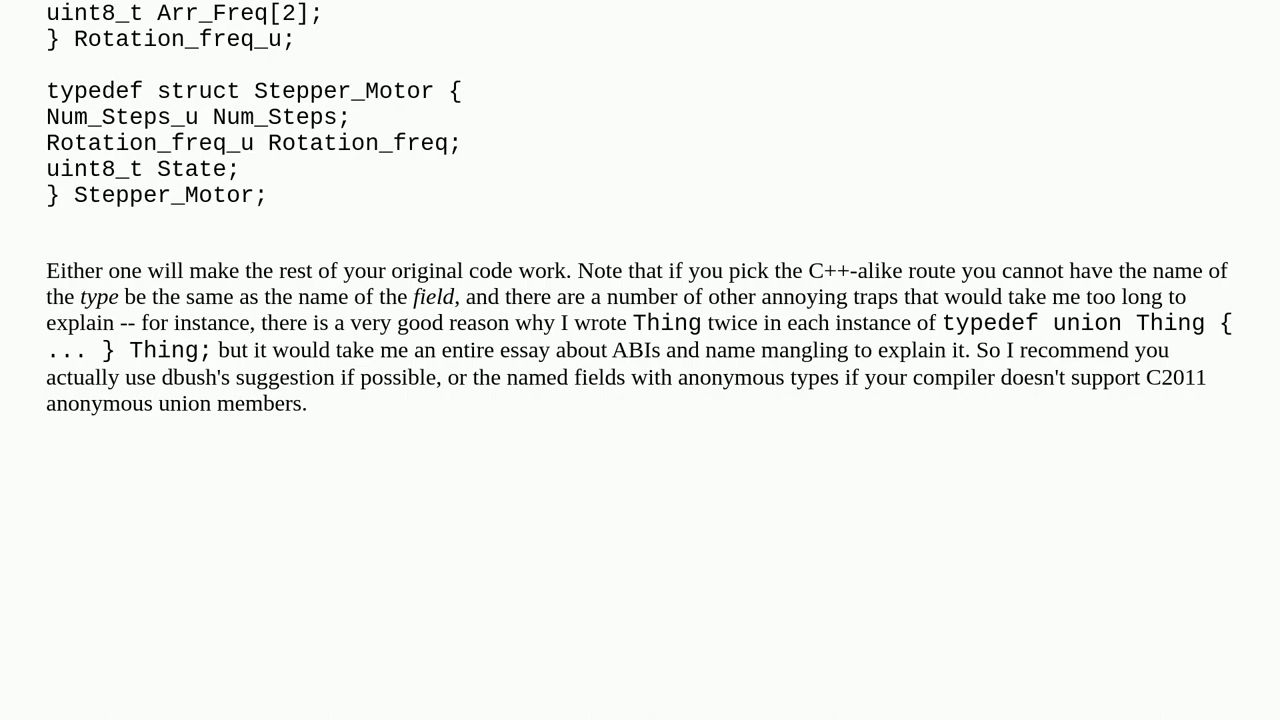 uint8_t Arr_Freq[2];
} Rotation_freq_u;
typedef struct Stepper_Motor {
Num_Steps_u Num_Steps;
Rotation_freq_u Rotation_freq;
uint8_t State;
} Stepper_Motor;
Either one will make the rest of your original code work. Note that if you pick the C++-alike route you cannot have the name of
the type be the same as the name of the field, and there are a number of other annoying traps that would take me too long to
explain -- for instance, there is a very good reason why I wrote Thing twice in each instance of typedef union Thing {
... } Thing; but it would take me an entire essay about ABIs and name mangling to explain it. So I recommend you
actually use dbush's suggestion if possible, or the named fields with anonymous types if your compiler doesn't support C2011
anonymous union members.